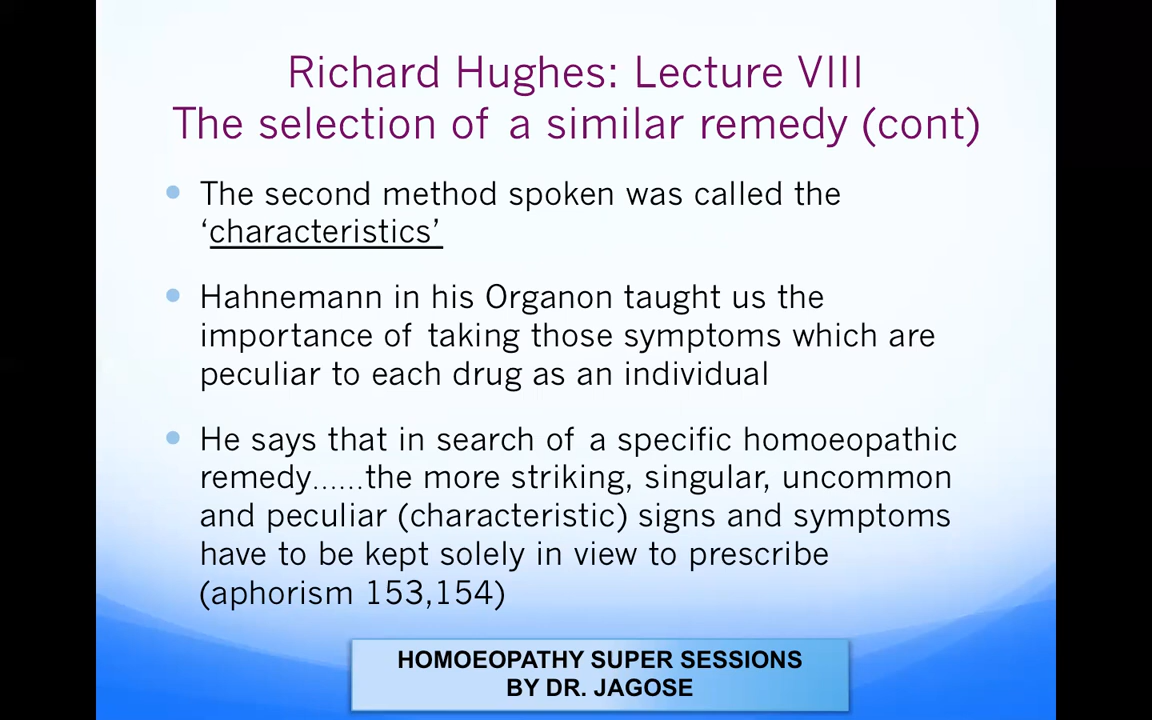 Richard Hughes: Lecture VIII
The selection of a similar remedy (cont)
The second method spoken was called the
‘characteristics’
Hahnemann in his Organon taught us the
importance of taking those symptoms which are
peculiar to each drug as an individual
He says that in search of a specific homoeopathic
remedy……the more striking, singular, uncommon
and peculiar (characteristic) signs and symptoms
have to be kept solely in view to prescribe
(aphorism 153,154)
HOMOEOPATHY SUPER SESSIONS
BY DR. JAGOSE